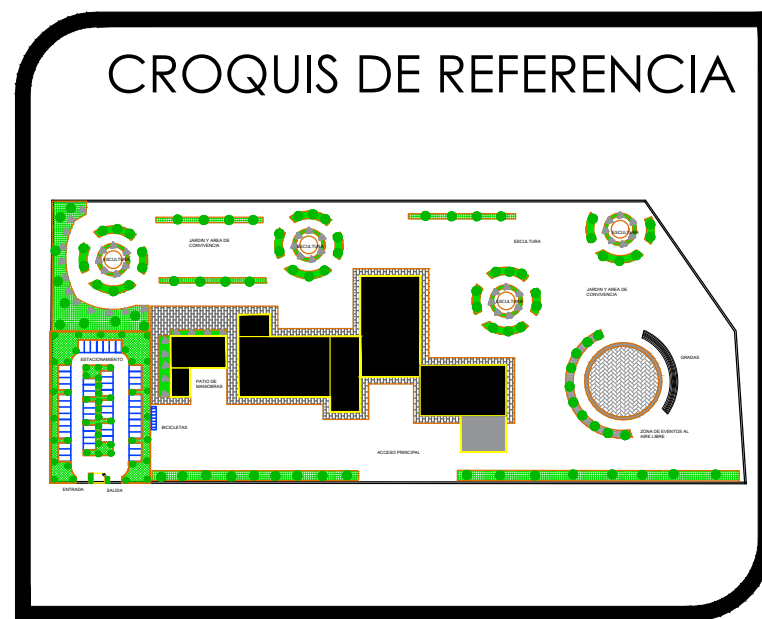 CROQUIS DE REFERENCIA
ESCULTURA
JARDIN Y AREA DE
CONVIVENCIA
ESCULTURA
ESCULTURA
ESCULTURA
ESCULTURA
JARDIN Y AREA DE
CONVIVENCIA
ESTACIONAMIENTO
PATIO DE
MANIOBRAS
GRADAS
BICICLETAS
ZONA DE EVENTOS AL
AIRE LIBRE
ACCESO PRINCIPAL
ENTRADA
SALIDA